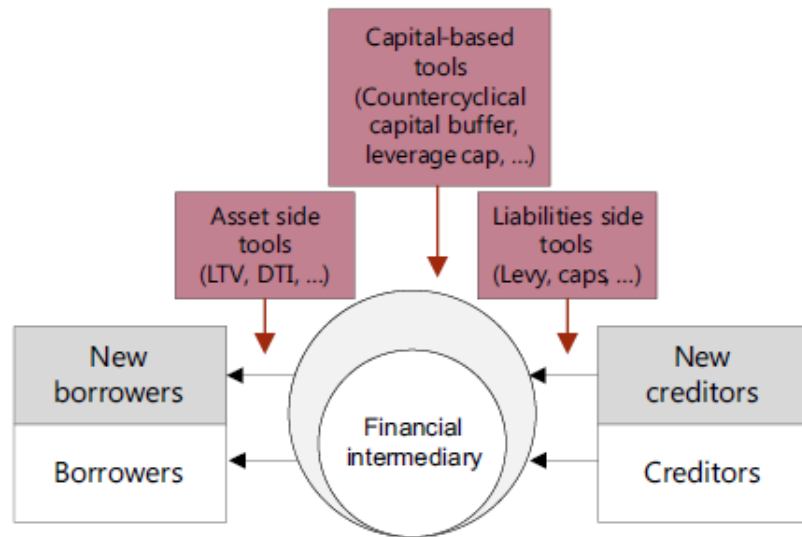 Capital-based
tools
(Countercyclical
capital buffer,
leverage cap, ...)
Asset side
tools
(LTV, DTI, ...)
Liabilities side
tools
(Levy, caps, ...)
New
borrowers
Borrowers
Financial
intermediary
New
creditors
Creditors